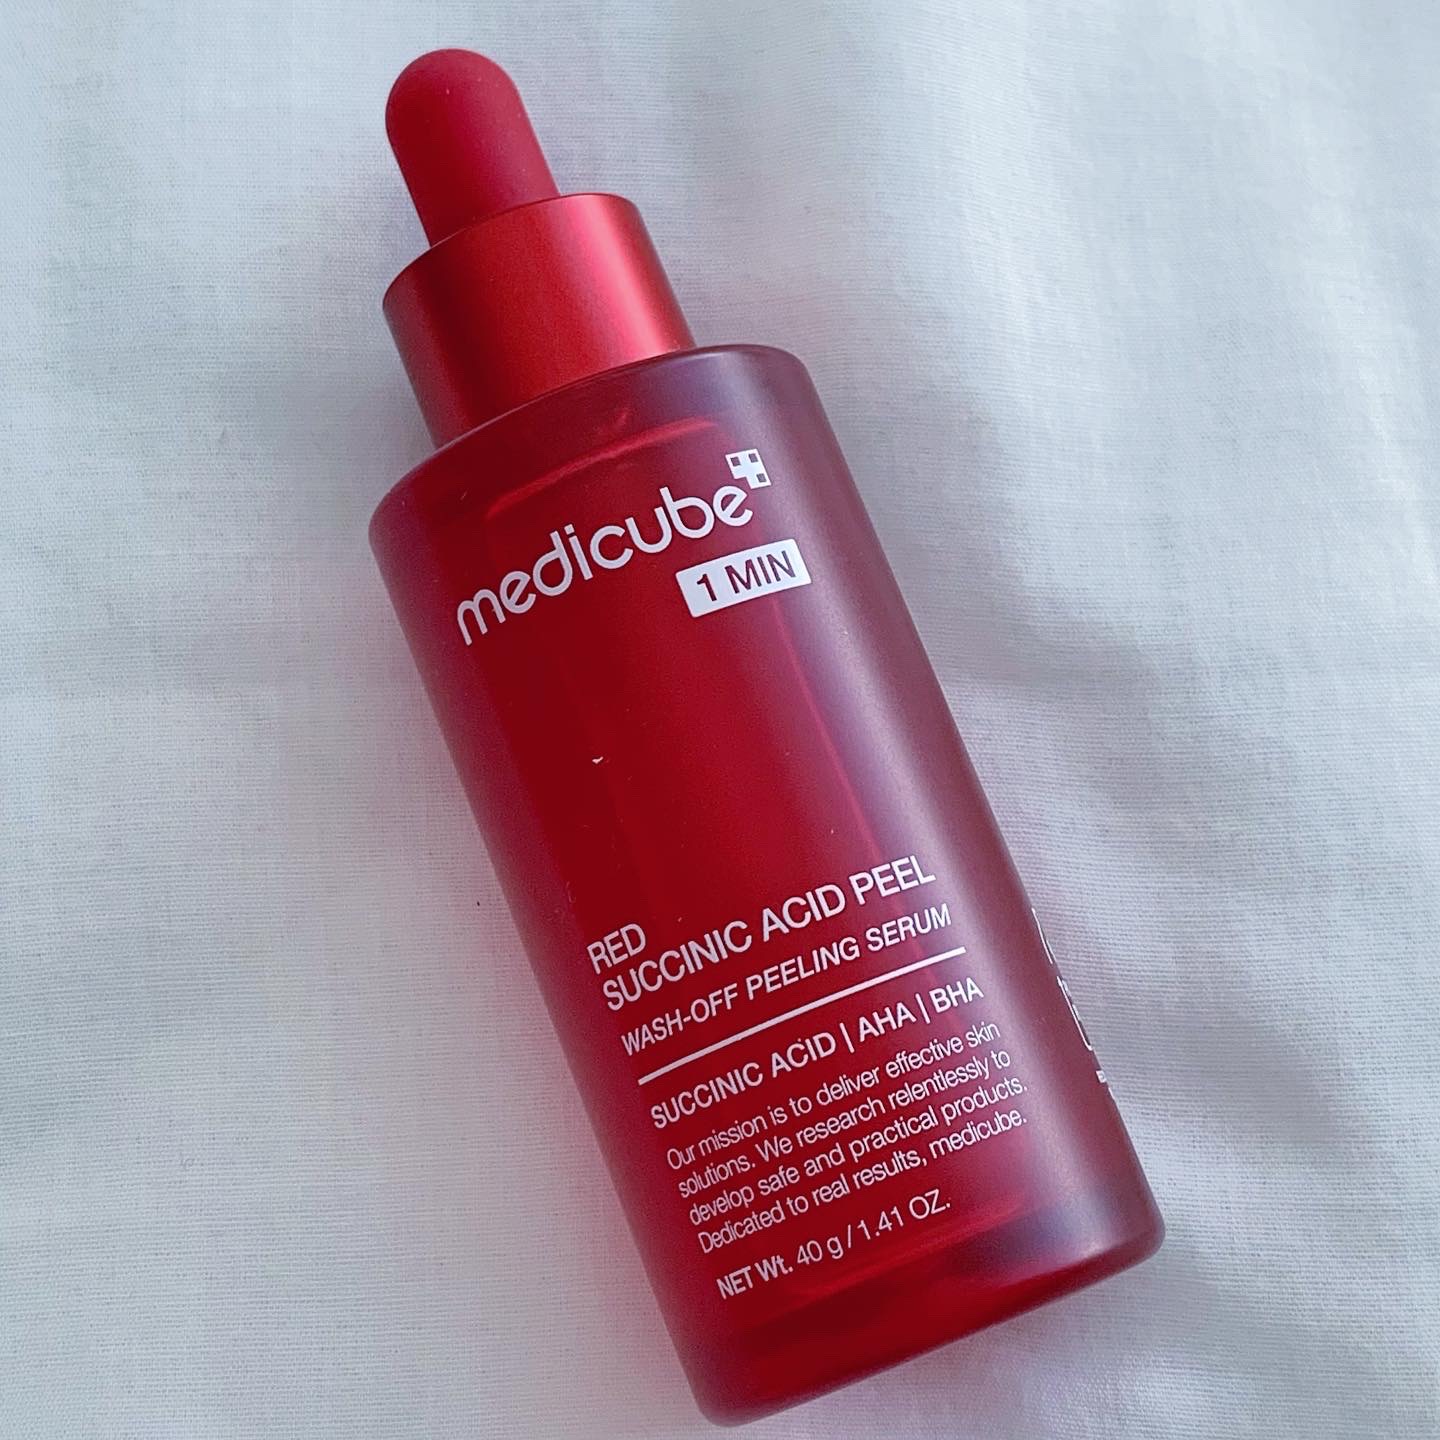 medicube
1 MIN
RED
SUCCINIC ACID PEEL
WASH-OFF PEELING SERUM
SUCCINIC ACID | AHA | BHA
Our mission is to deliver effective skin
solutions. We research relentlessly to
develop safe and practical products.
Dedicated to real results, medicube.
NET Wt. 40 g / 1.41 OZ.